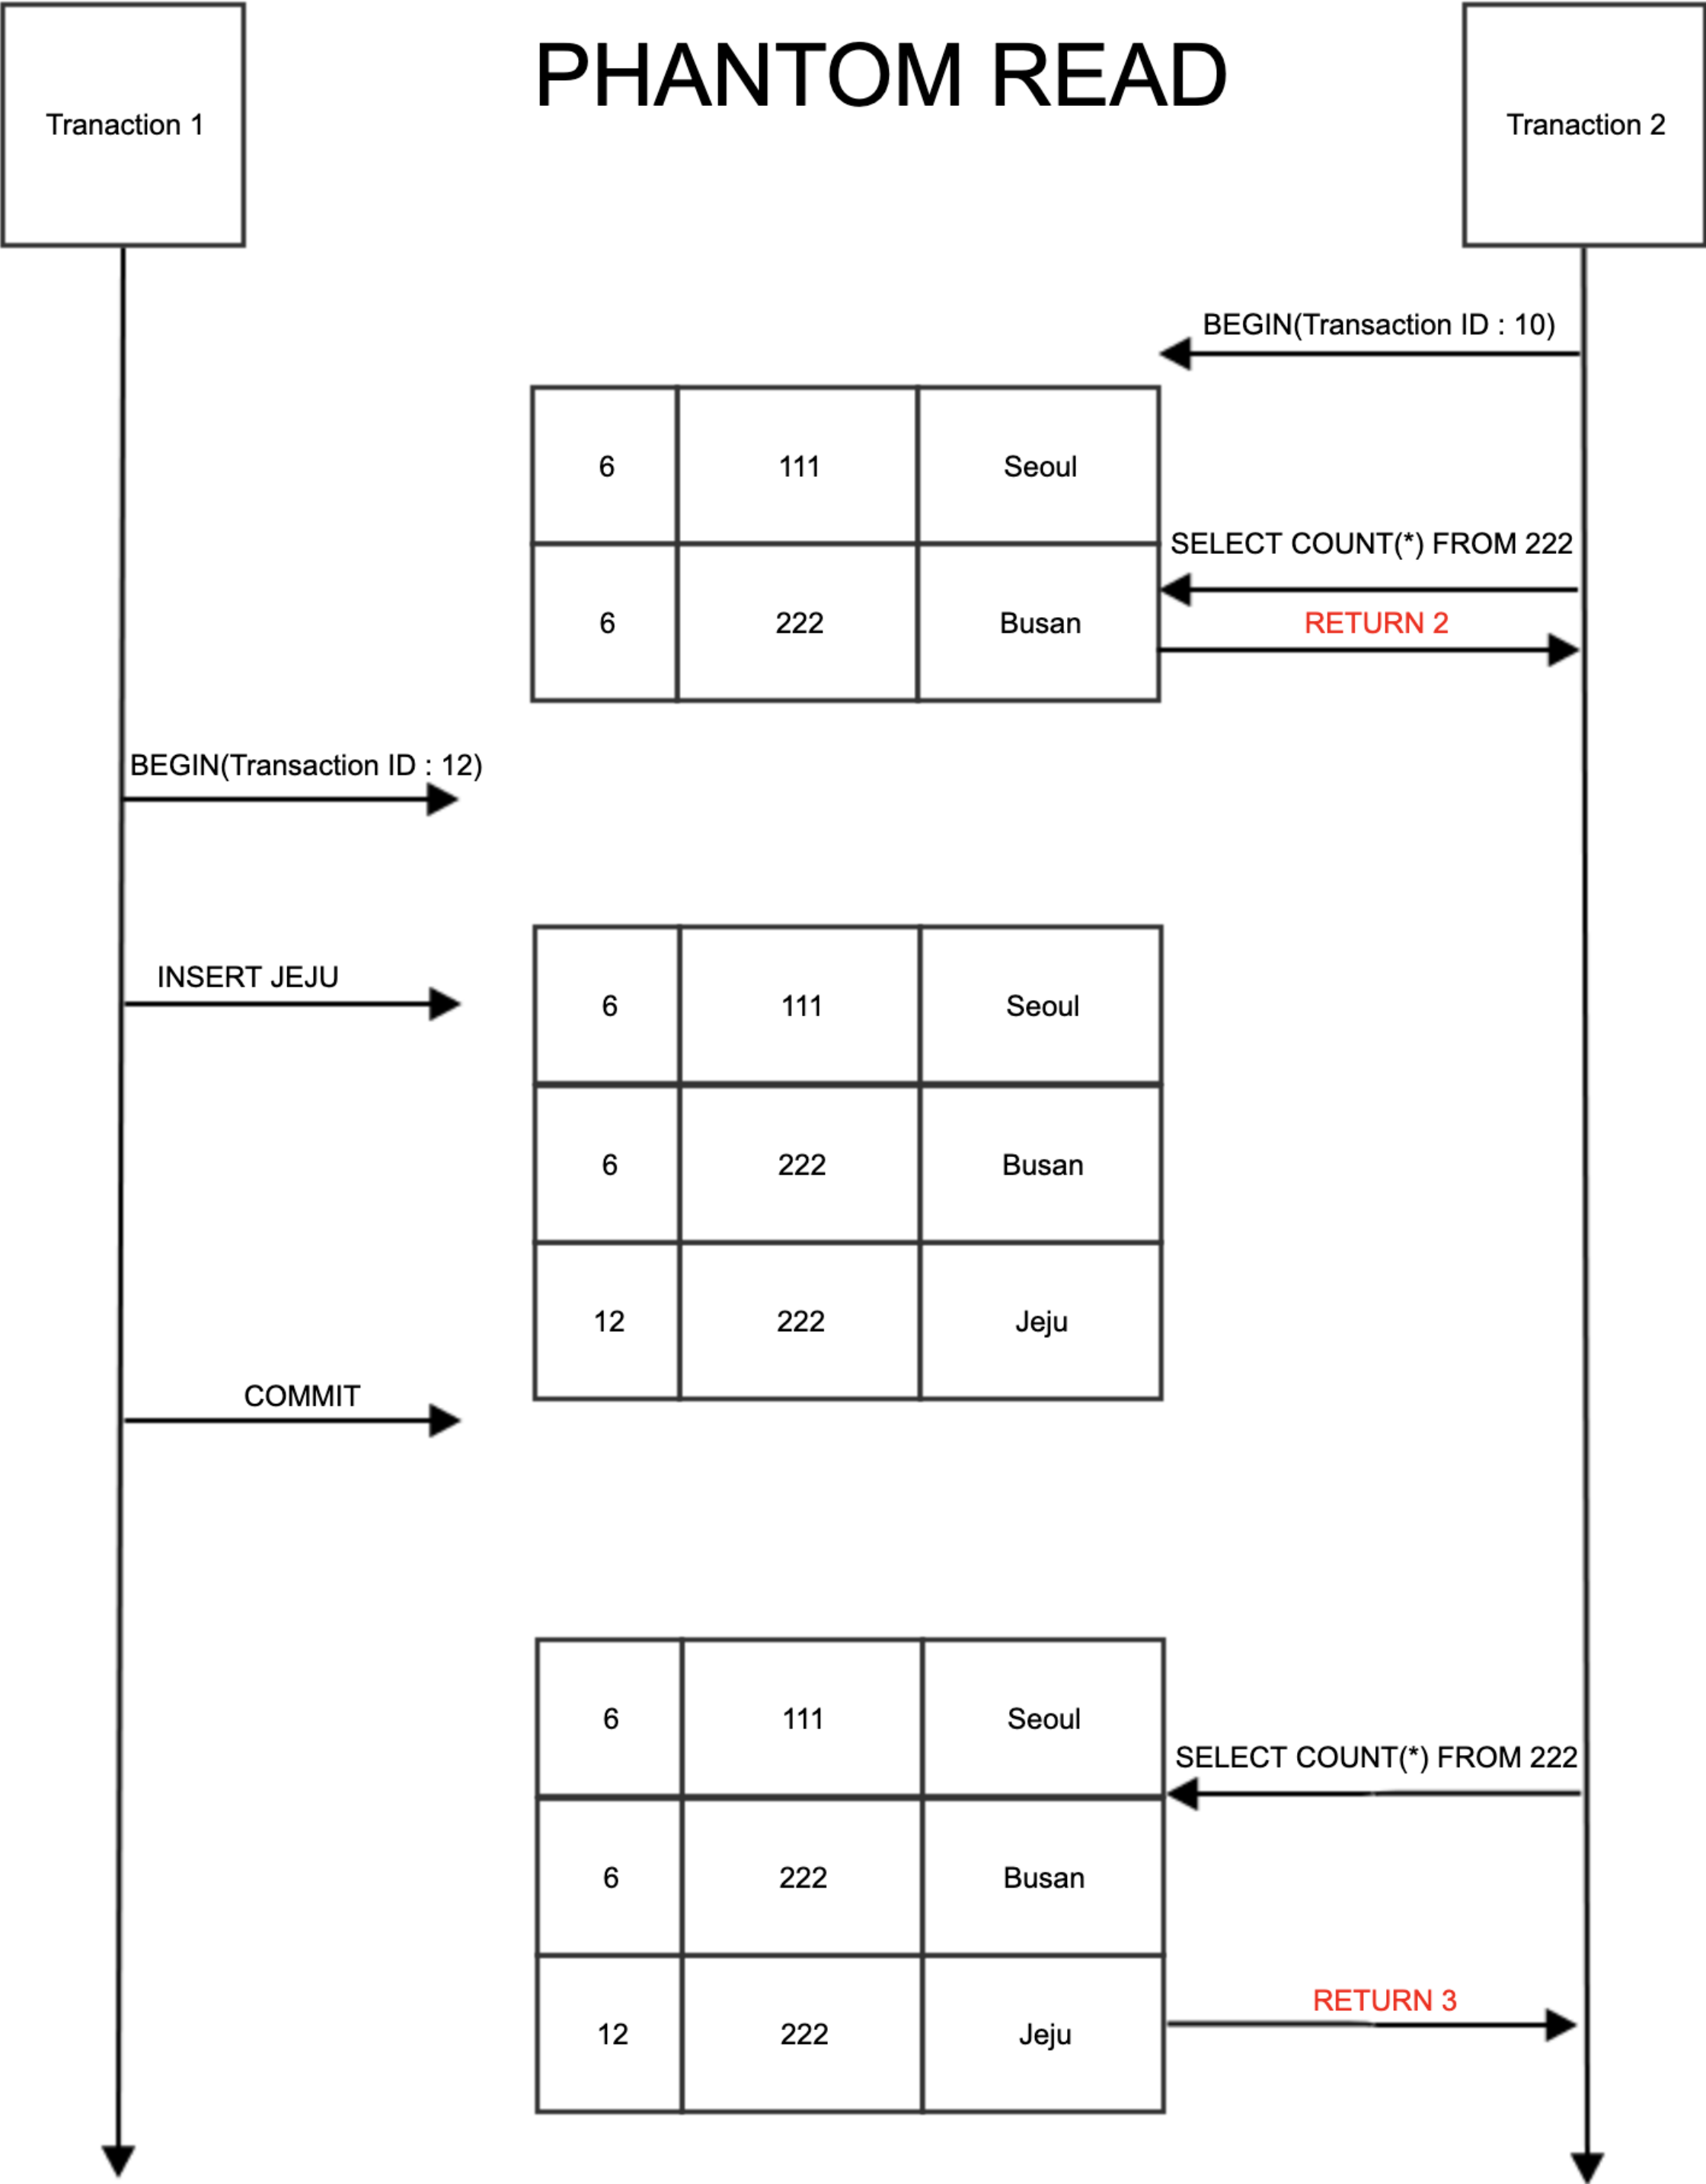 PHANTOM READ
Tranaction 1
Tranaction 2
BEGIN(Transaction ID : 10)
6 111 Seoul
SELECT COUNT(*) FROM 222
6 222 Busan
RETURN 2
BEGIN(Transaction ID : 12)
INSERT JEJU
6 111 Seoul
6 222 Busan
12 222 Jeju
COMMIT
6 111 Seoul
SELECT COUNT(*) FROM 222
6 222 Busan
RETURN 3
12 222 Jeju